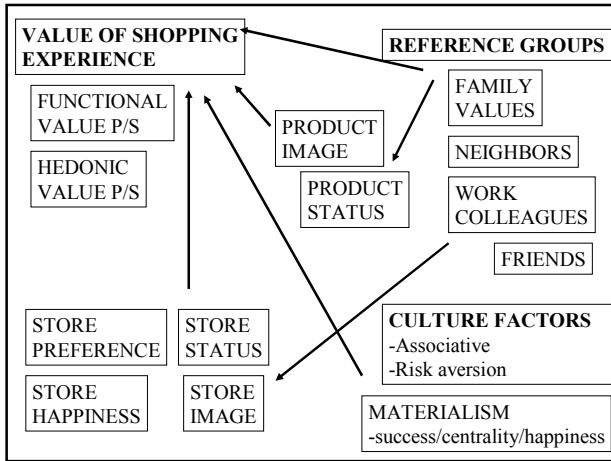 VALUE OF SHOPPING
EXPERIENCE
REFERENCE GROUPS
FUNCTIONAL
VALUE P/S
HEDONIC
VALUE P/S
PRODUCT
IMAGE
PRODUCT
STATUS
FAMILY
VALUES
NEIGHBORS
WORK
COLLEAGUES
FRIENDS
STORE
PREFERENCE
STORE
STATUS
STORE
HAPPINESS
STORE
IMAGE
CULTURE FACTORS
-Associative
-Risk aversion
MATERIALISM
-success/centrality/happiness